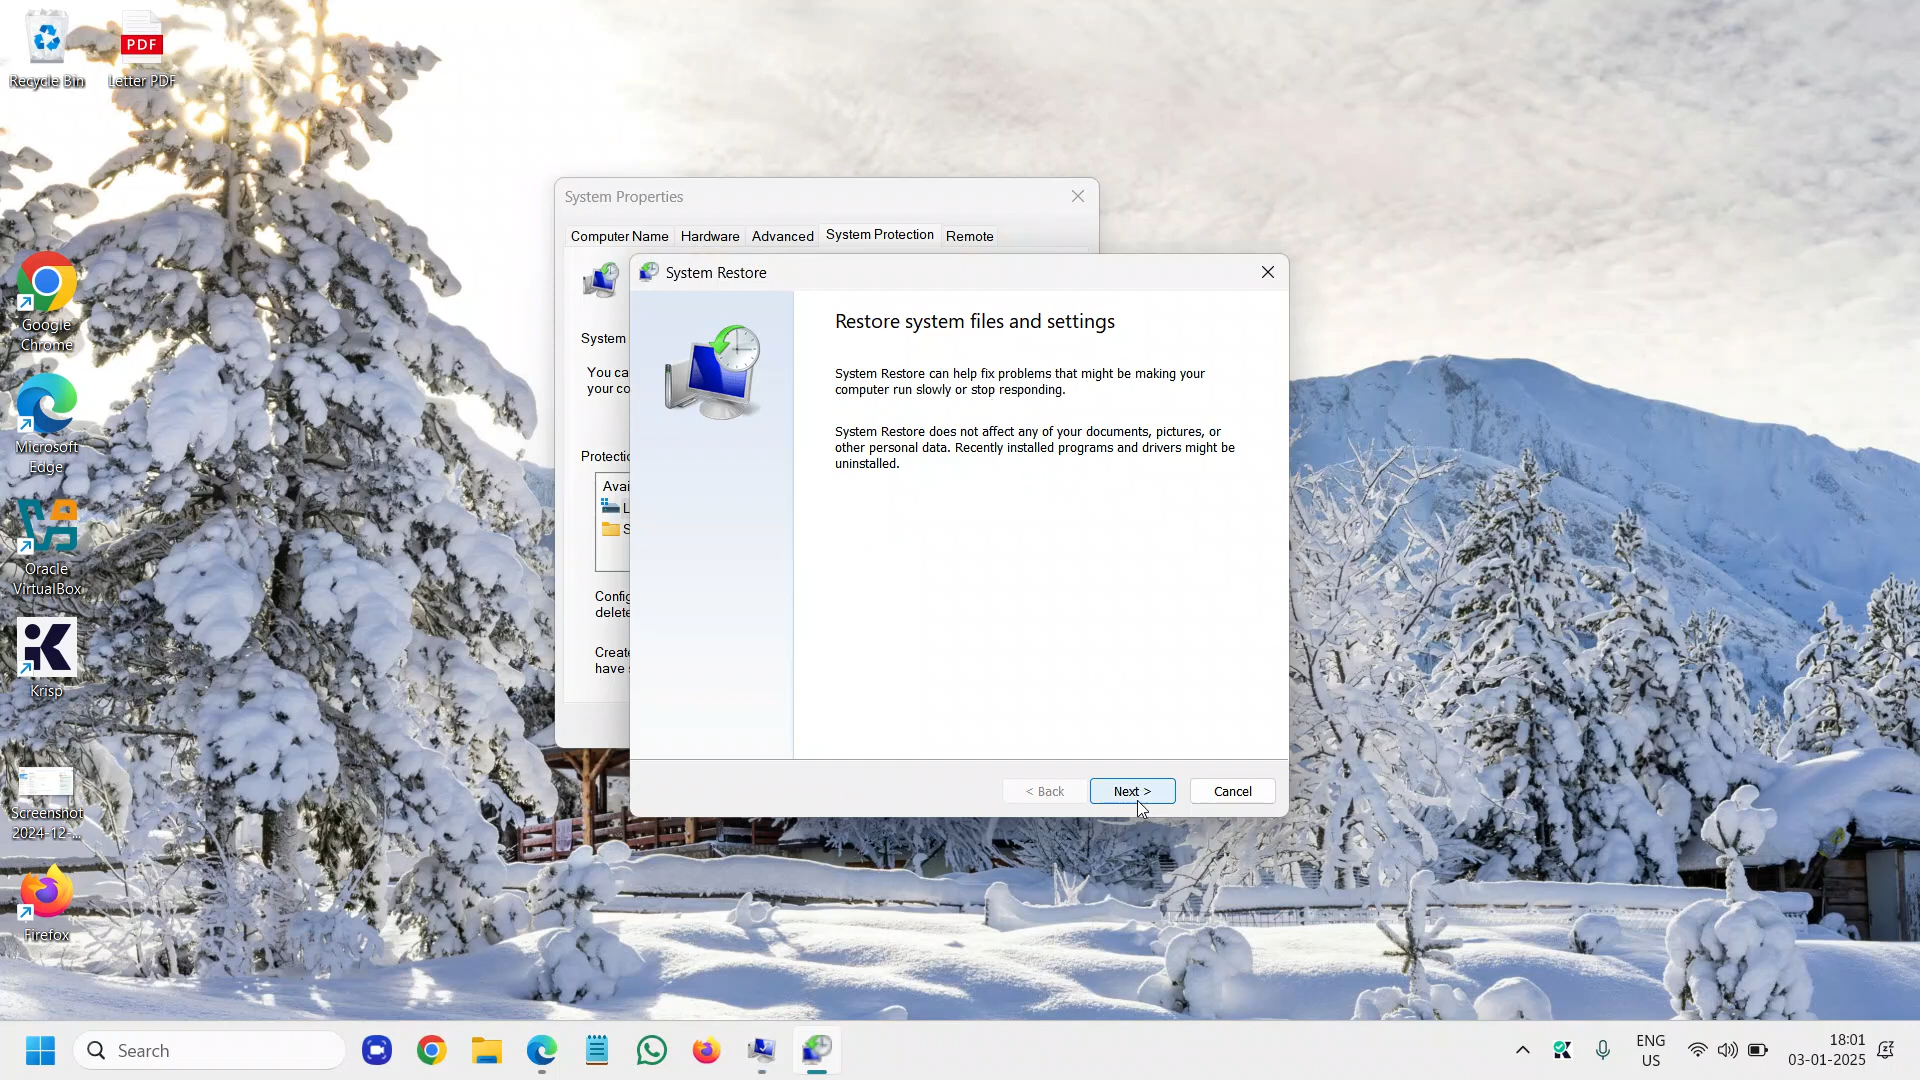 Recycle Bin
PDF
Letter PDF
Google
Chrome
Microsoft
Edge
Oracle
VirtualBox
Krisp
Screenshot
2024-12-...
Firefox
System Properties
Computer Name
Hardware
Advanced
System Protection
Remote
System
You ca
your co
Protectio
Avai
L
S
Config
delete
Create
have s
System Restore
Restore system files and settings
System Restore can help fix problems that might be making your
computer run slowly or stop responding.
System Restore does not affect any of your documents, pictures, or
other personal data. Recently installed programs and drivers might be
uninstalled.
< Back
Next >
Cancel
Search
ENG
US
18:01
03-01-2025